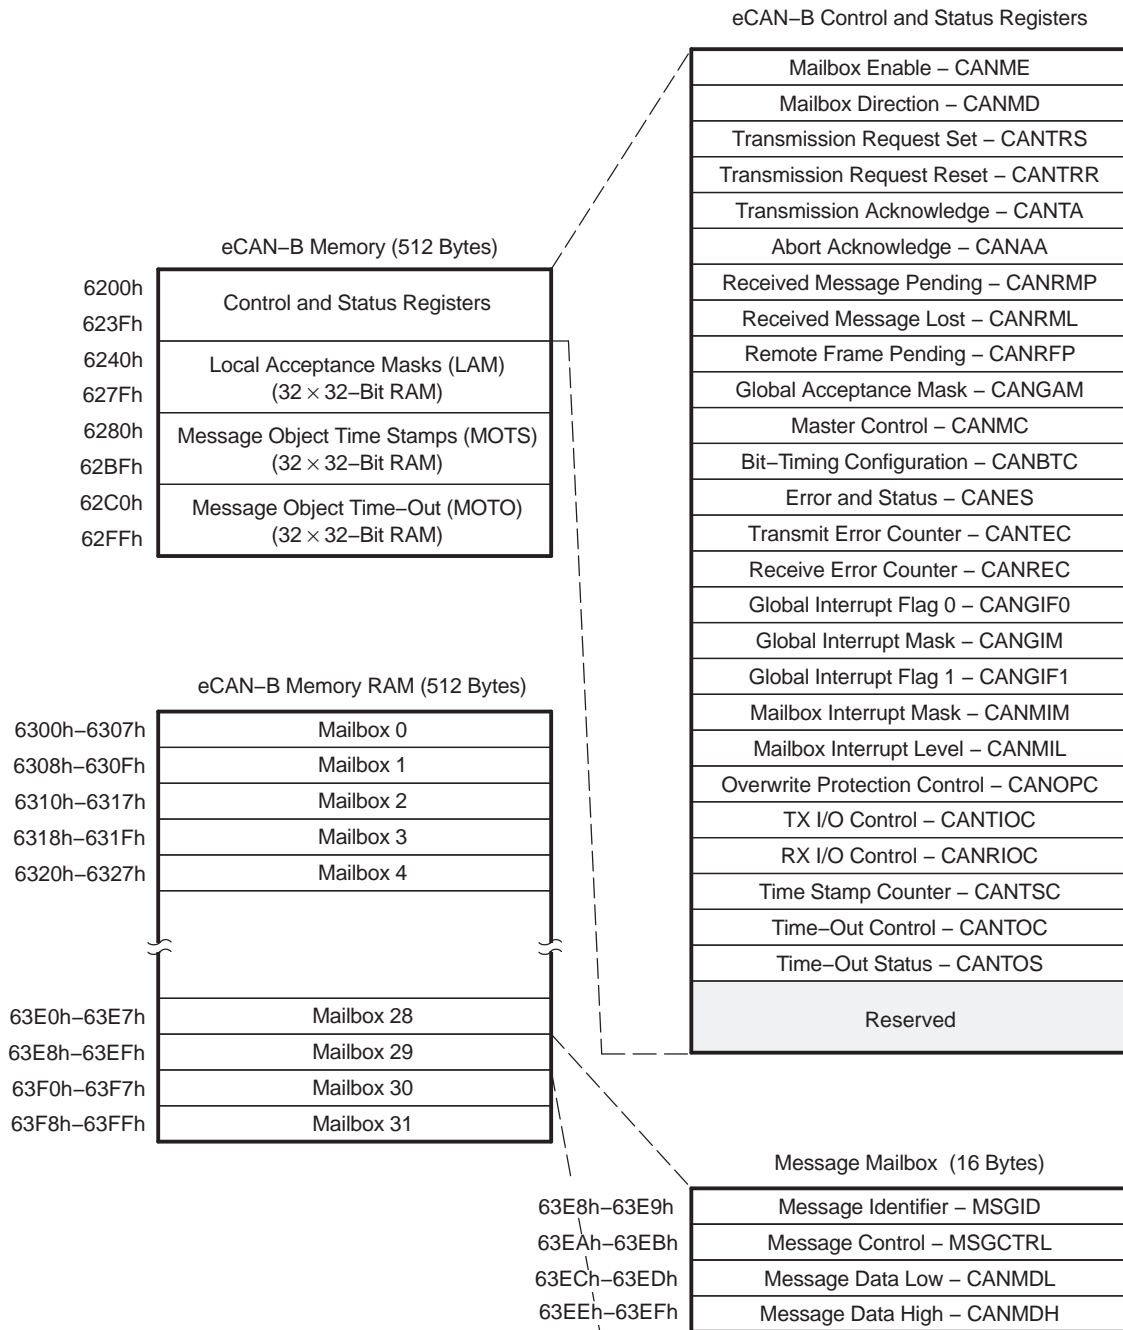 eCAN–B Control and Status Registers
Mailbox Enable – CANME
Mailbox Direction – CANMD
Transmission Request Set – CANTRS
Transmission Request Reset – CANTRR
Transmission Acknowledge – CANTA
Abort Acknowledge – CANAA
Received Message Pending – CANRMP
Received Message Lost – CANRML
Remote Frame Pending – CANRFP
Global Acceptance Mask – CANGAM
Master Control – CANMC
Bit–Timing Configuration – CANBTC
Error and Status – CANES
Transmit Error Counter – CANTEC
Receive Error Counter – CANREC
Global Interrupt Flag 0 – CANGIF0
Global Interrupt Mask – CANGIM
Global Interrupt Flag 1 – CANGIF1
Mailbox Interrupt Mask – CANMIM
Mailbox Interrupt Level – CANMIL
Overwrite Protection Control – CANOPC
TX I/O Control – CANTIOC
RX I/O Control – CANRIOC
Time Stamp Counter – CANTSC
Time–Out Control – CANTOC
Time–Out Status – CANTOS
Reserved
eCAN–B Memory (512 Bytes)
6200h
Control and Status Registers
623Fh
6240h
Local Acceptance Masks (LAM)
(32 × 32–Bit RAM)
627Fh
6280h
Message Object Time Stamps (MOTS)
(32 × 32–Bit RAM)
62BFh
62C0h
Message Object Time–Out (MOTO)
(32 × 32–Bit RAM)
62FFh
eCAN–B Memory RAM (512 Bytes)
6300h–6307h Mailbox 0
6308h–630Fh Mailbox 1
6310h–6317h Mailbox 2
6318h–631Fh Mailbox 3
6320h–6327h Mailbox 4
63E0h–63E7h Mailbox 28
63E8h–63EFh Mailbox 29
63F0h–63F7h Mailbox 30
63F8h–63FFh Mailbox 31
Message Mailbox (16 Bytes)
63E8h–63E9h Message Identifier – MSGID
63EAh–63EBh Message Control – MSGCTRL
63ECh–63EDh Message Data Low – CANMDL
63EEh–63EFh Message Data High – CANMDH